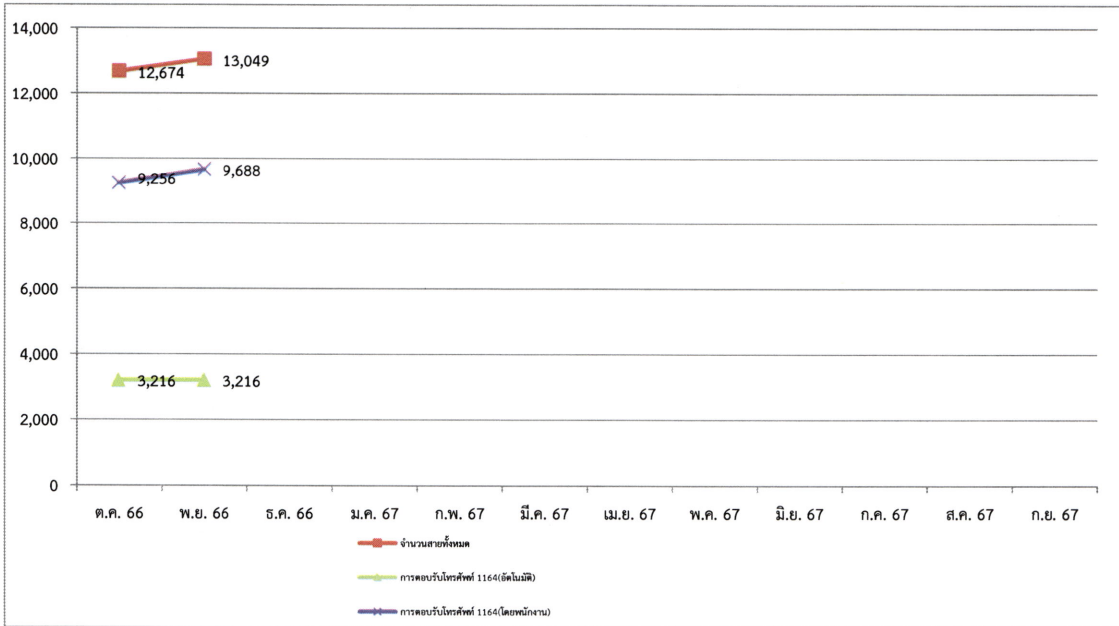 14,000
12,674 13,049
12,000
10,000
9,256 9,688
8,000
6,000
4,000
3,216 3,216
2,000
0
ต.ค. 66 พ.ย. 66 ธ.ค. 66 ม.ค. 67 ก.พ. 67 มี.ค. 67 เม.ย. 67 พ.ค. 67 มิ.ย. 67 ก.ค. 67 ส.ค. 67 ก.ย. 67
จำนวนสายทั้งหมด
การตอบรับโทรศัพท์ 1164(อัตโนมัติ)
การตอบรับโทรศัพท์ 1164(โดยพนักงาน)